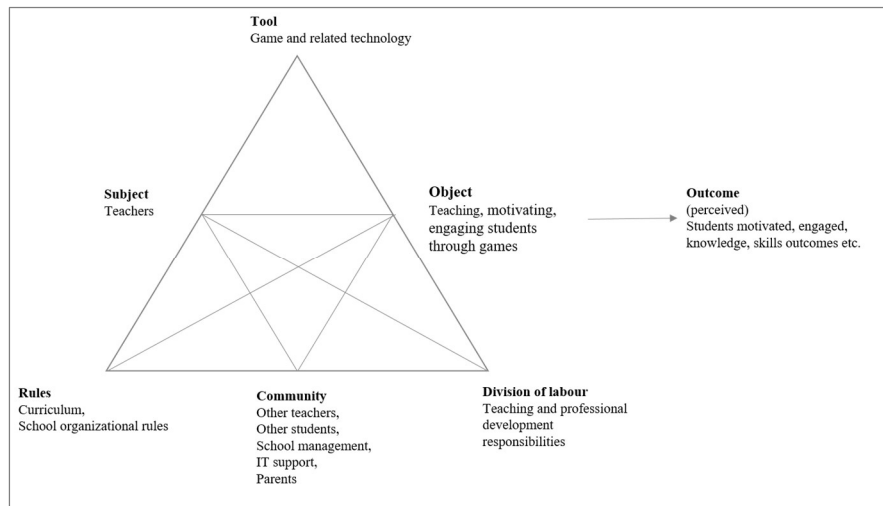 Tool
Game and related technology
Subject
Teachers
Object
Teaching, motivating,
engaging students
through games
Outcome
(perceived)
Students motivated, engaged,
knowledge, skills outcomes etc.
Rules
Curriculum,
School organizational rules
Community
Other teachers,
Other students,
School management,
IT support,
Parents
Division of labour
Teaching and professional
development
responsibilities